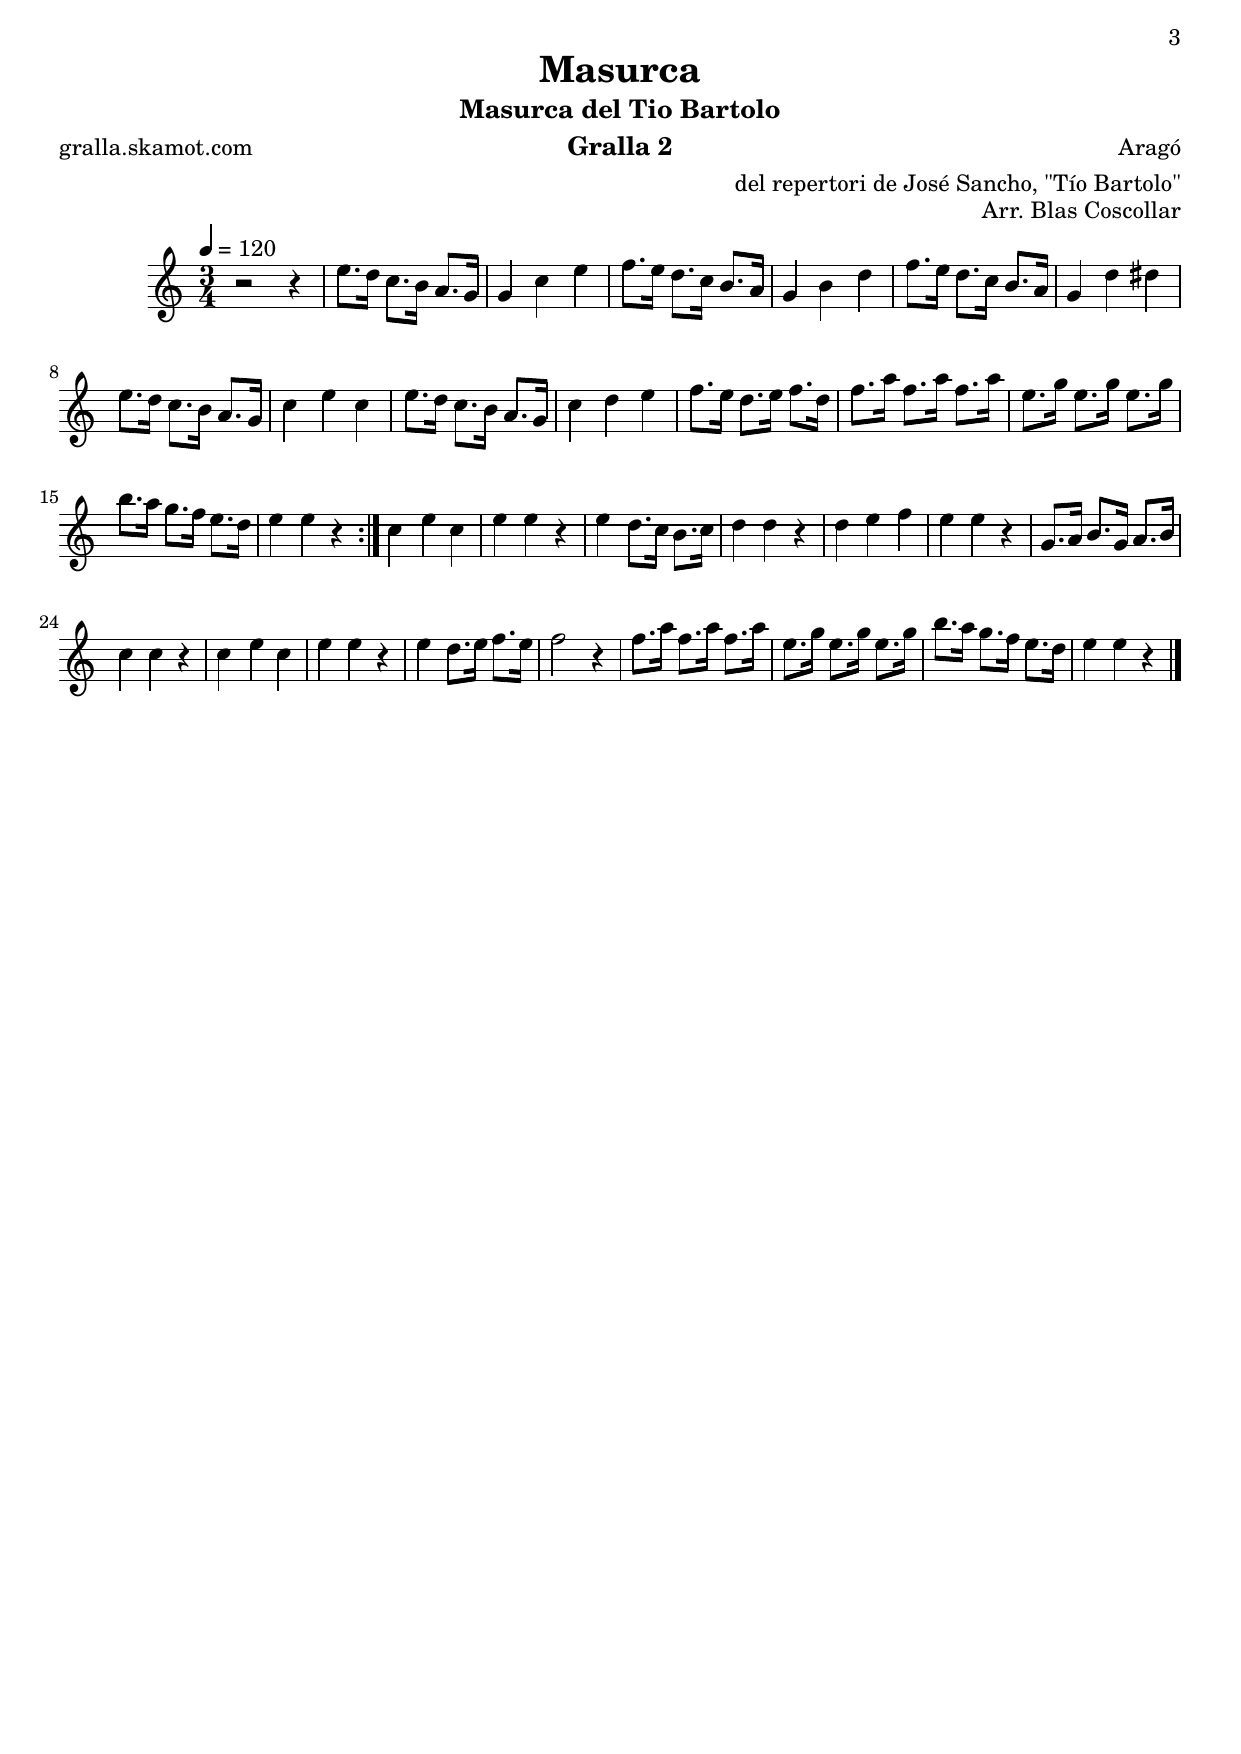 3
Masurca
Masurca del Tio Bartolo
gralla.skamot.com Gralla 2 Aragó
del repertori de José Sancho, "Tío Bartolo"
Arr. Blas Coscollar
= 120
3
4
8
15
24